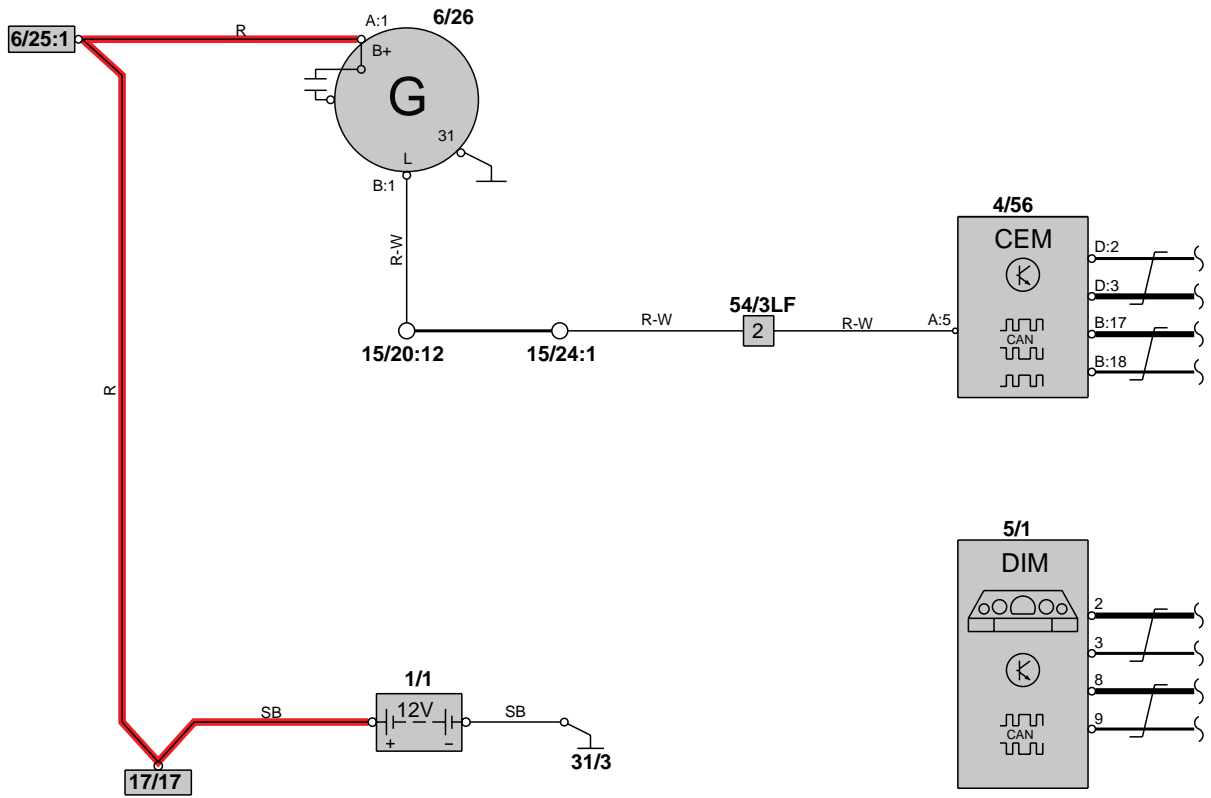 6/25:1
R
A:1
6/26
B+
G
31
L
B:1
R-W
15/20:12
15/24:1
R-W
54/3LF
2
R-W
A:5
4/56
CEM
CAN
D:2
D:3
B:17
B:18
R
5/1
DIM
CAN
2
3
8
9
1/1
SB
12V
+
−
SB
31/3
17/17